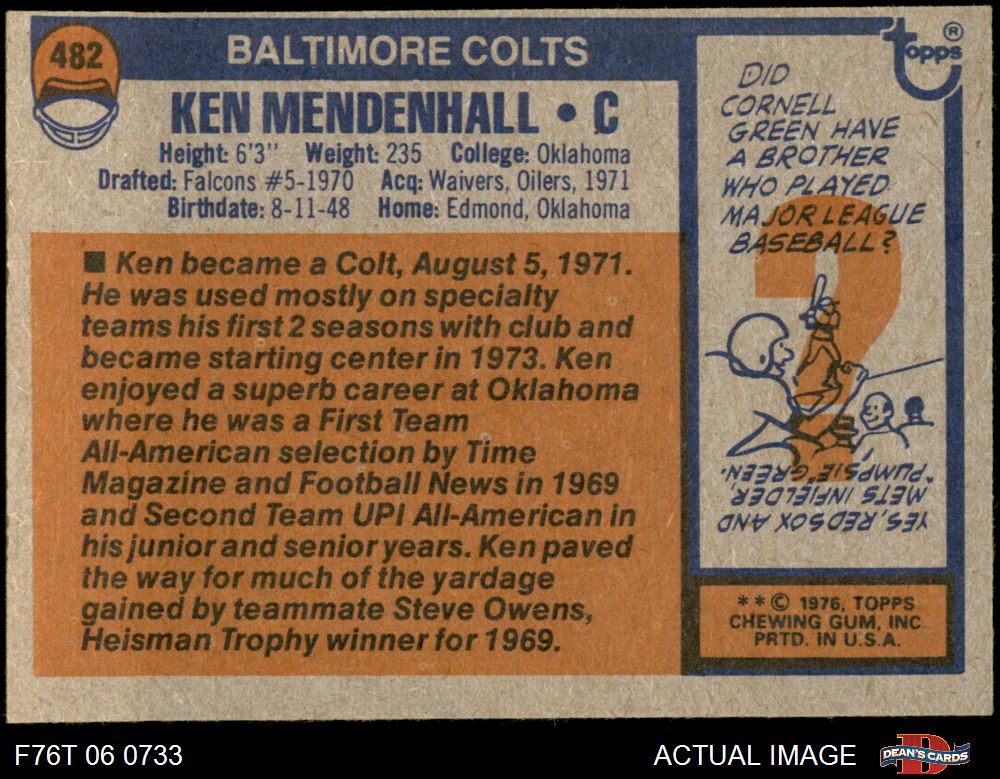 482
BALTIMORE COLTS
KEN MENDENHALL • C
Height: 6'3" Weight: 235 College: Oklahoma
Drafted: Falcons #5-1970 Acq: Waivers, Oilers, 1971
Birthdate: 8-11-48 Home: Edmond, Oklahoma
■ Ken became a Colt, August 5, 1971.
He was used mostly on specialty
teams his first 2 seasons with club and
became starting center in 1973. Ken
enjoyed a superb career at Oklahoma
where he was a First Team
All-American selection by Time
Magazine and Football News in 1969
and Second Team UPI All-American in
his junior and senior years. Ken paved
the way for much of the yardage
gained by teammate Steve Owens,
Heisman Trophy winner for 1969.
topps®
DID
CORNELL
GREEN HAVE
A BROTHER
WHO PLAYED
MAJOR LEAGUE
BASEBALL?
?
YES, RED SOX AND
METS INFIELDER,
"PUMPSIE" GREEN.
**© 1976, TOPPS
CHEWING GUM, INC.
PRTD. IN U.S.A.
F76T 06 0733
ACTUAL IMAGE
D
DEAN'S CARDS